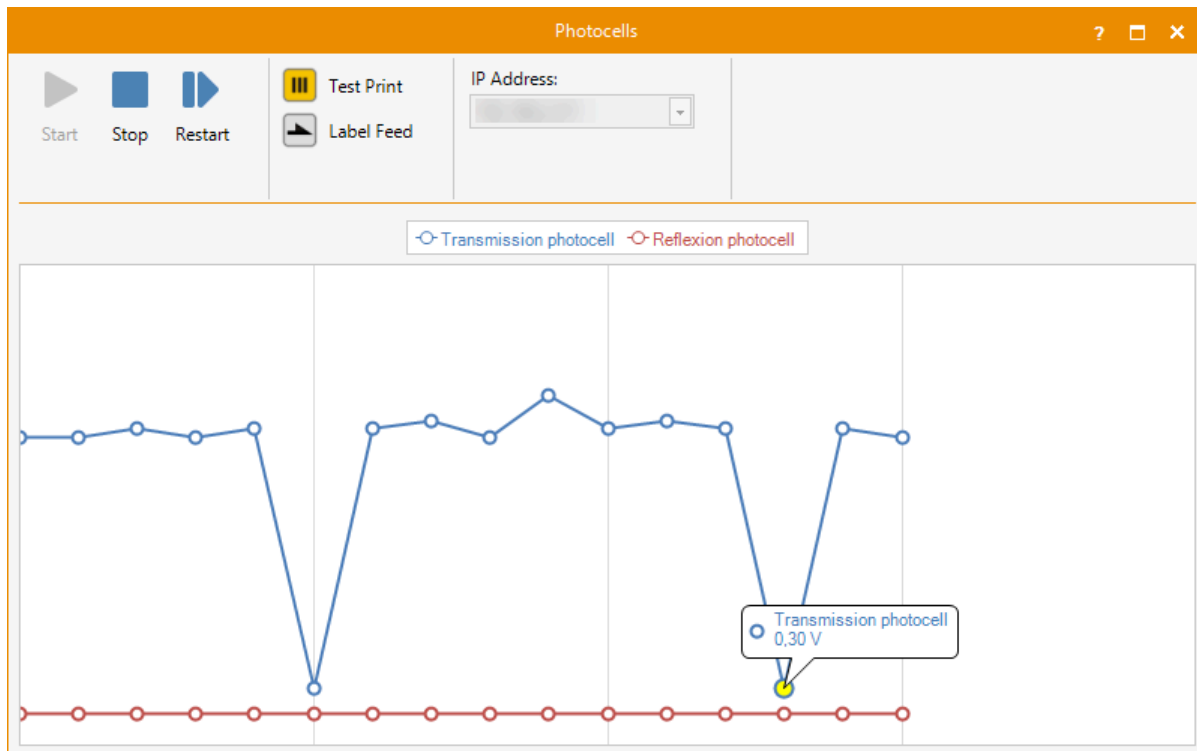 Photocells
?
Start
Stop
Restart
Test Print
Label Feed
IP Address:
Transmission photocell
Reflexion photocell
Transmission photocell
0,30 V